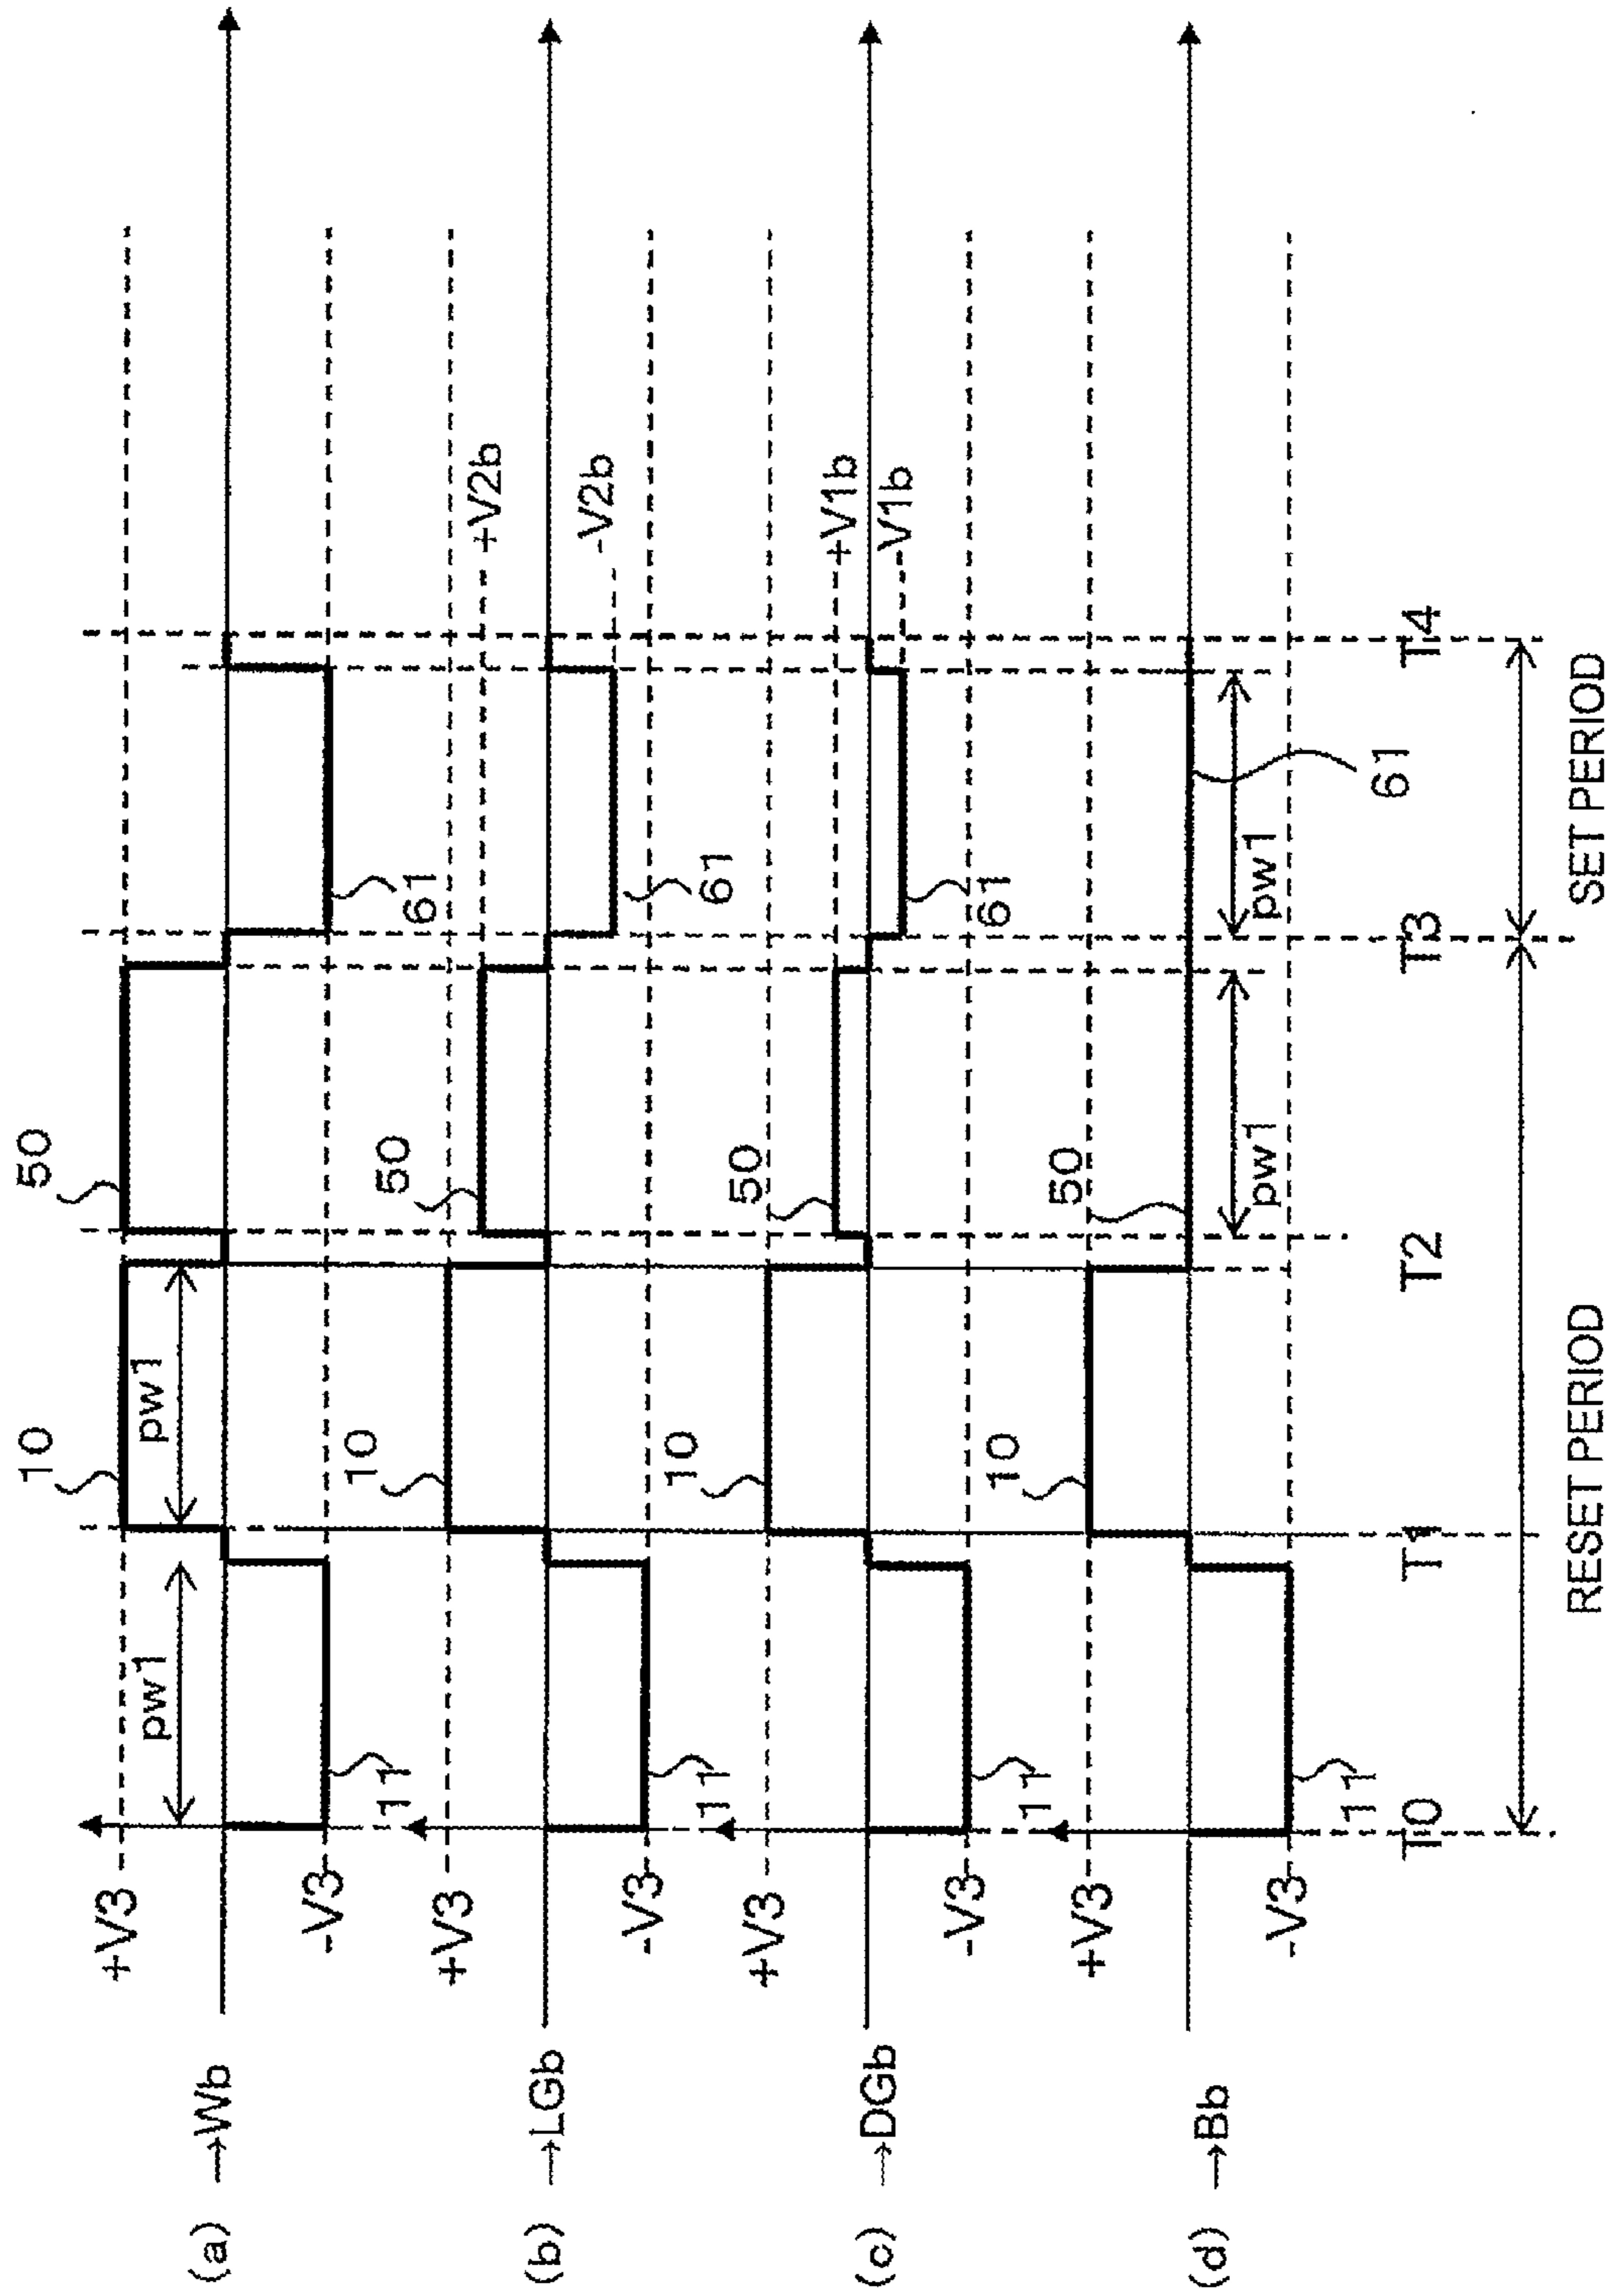 (a) →Wb
+V3
-V3
pw1
pw1
11
10
50
61
(b) →LGb
+V3
-V3
11
10
50
61
+V2b
-V2b
(c) →DGb
+V3
-V3
11
10
50
61
+V1b
-V1b
(d) →Bb
+V3
-V3
11
10
50
pw1
pw1
61
T0
T1
T2
T3
T4
RESET PERIOD
SET PERIOD